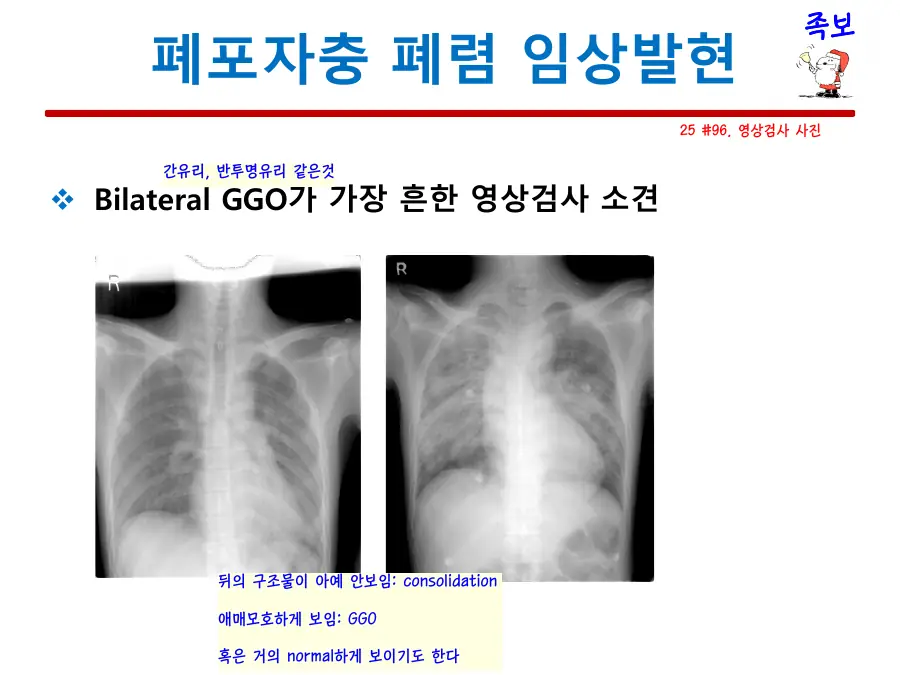 족보
폐포자충 폐렴 임상발현
25 #96. 영상검사 사진
간유리, 반투명유리 같은것
❖ Bilateral GGO가 가장 흔한 영상검사 소견
R
R
뒤의 구조물이 아예 안보임: consolidation
애매모호하게 보임: GGO
혹은 거의 normal하게 보이기도 한다